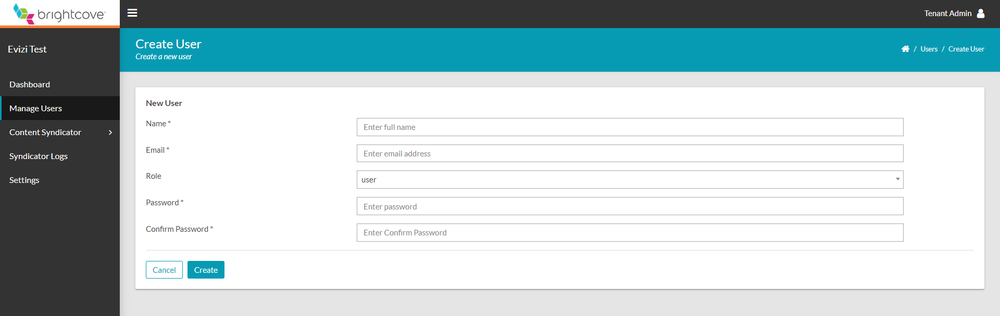 brightcove
Tenant Admin
Evizi Test
Create User
Create a new user
/ Users / Create User
Dashboard
Manage Users
Content Syndicator
Syndicator Logs
Settings
New User
Name *
Enter full name
Email *
Enter email address
Role
user
Password *
Enter password
Confirm Password *
Enter Confirm Password
Cancel
Create